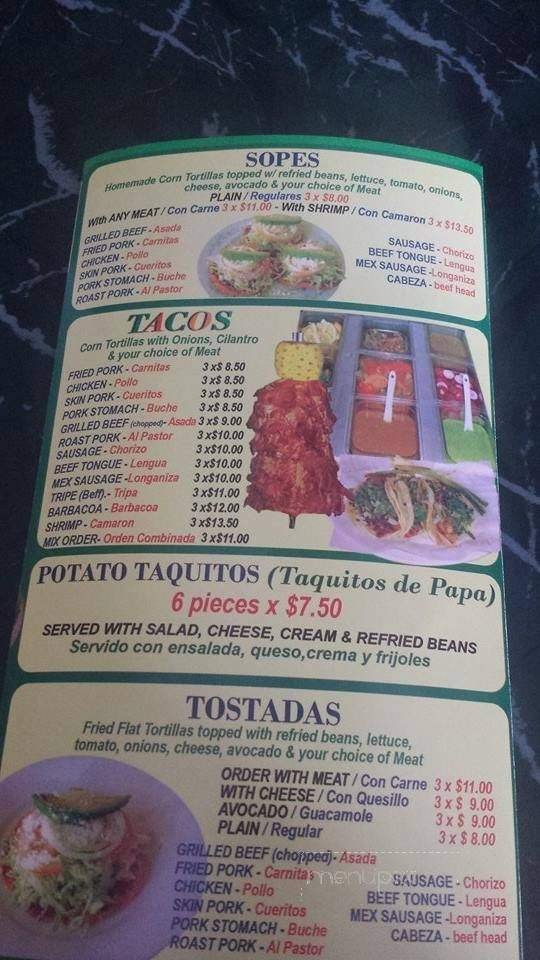 SOPES
Homemade Corn Tortillas topped w/ refried beans, lettuce, tomato, onions,
cheese, avocado & your choice of Meat
PLAIN / Regulares 3 x $8.00
With ANY MEAT / Con Carne 3 x $11.00 - With SHRIMP / Con Camaron 3 x $13.50
GRILLED BEEF - Asada
FRIED PORK - Carnitas
CHICKEN - Pollo
SKIN PORK - Cueritos
PORK STOMACH - Buche
ROAST PORK - Al Pastor
SAUSAGE - Chorizo
BEEF TONGUE - Lengua
MEX SAUSAGE -Longaniza
CABEZA - beef head
TACOS
Corn Tortillas with Onions, Cilantro
& your choice of Meat
FRIED PORK - Carnitas 3 x$ 8.50
CHICKEN - Pollo 3 x$ 8.50
SKIN PORK - Cueritos 3 x$ 8.50
PORK STOMACH - Buche 3 x$ 8.50
GRILLED BEEF (chopped)- Asada 3 x$ 9.00
ROAST PORK - Al Pastor 3 x$10.00
SAUSAGE - Chorizo 3 x$10.00
BEEF TONGUE - Lengua 3 x$10.00
MEX SAUSAGE -Longaniza 3 x$10.00
TRIPE (Beff).- Tripa 3 x$11.00
BARBACOA - Barbacoa 3 x$12.00
SHRIMP - Camaron 3 x$13.50
MIX ORDER- Orden Combinada 3 x$11.00
POTATO TAQUITOS (Taquitos de Papa)
6 pieces x $7.50
SERVED WITH SALAD, CHEESE, CREAM & REFRIED BEANS
Servido con ensalada, queso,crema y frijoles
TOSTADAS
Fried Flat Tortillas topped with refried beans, lettuce,
tomato, onions, cheese, avocado & your choice of Meat
ORDER WITH MEAT / Con Carne 3 x $11.00
WITH CHEESE / Con Quesillo 3 x $ 9.00
AVOCADO / Guacamole 3 x $ 9.00
PLAIN / Regular 3 x $ 8.00
GRILLED BEEF (chopped)- Asada
FRIED PORK - Carnitas
CHICKEN - Pollo
SKIN PORK - Cueritos
PORK STOMACH - Buche
ROAST PORK - Al Pastor
SAUSAGE - Chorizo
BEEF TONGUE - Lengua
MEX SAUSAGE -Longaniza
CABEZA - beef head